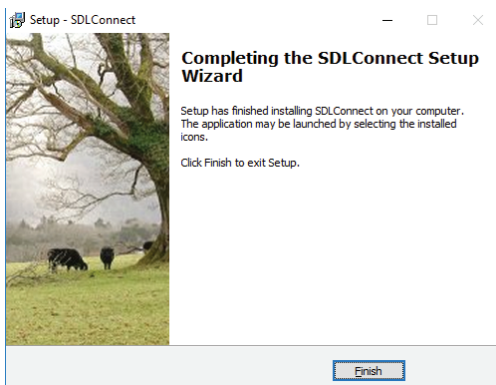 Setup - SDLConnect
Completing the SDLConnect Setup
Wizard
Setup has finished installing SDLConnect on your computer.
The application may be launched by selecting the installed
icons.
Click Finish to exit Setup.
Finish